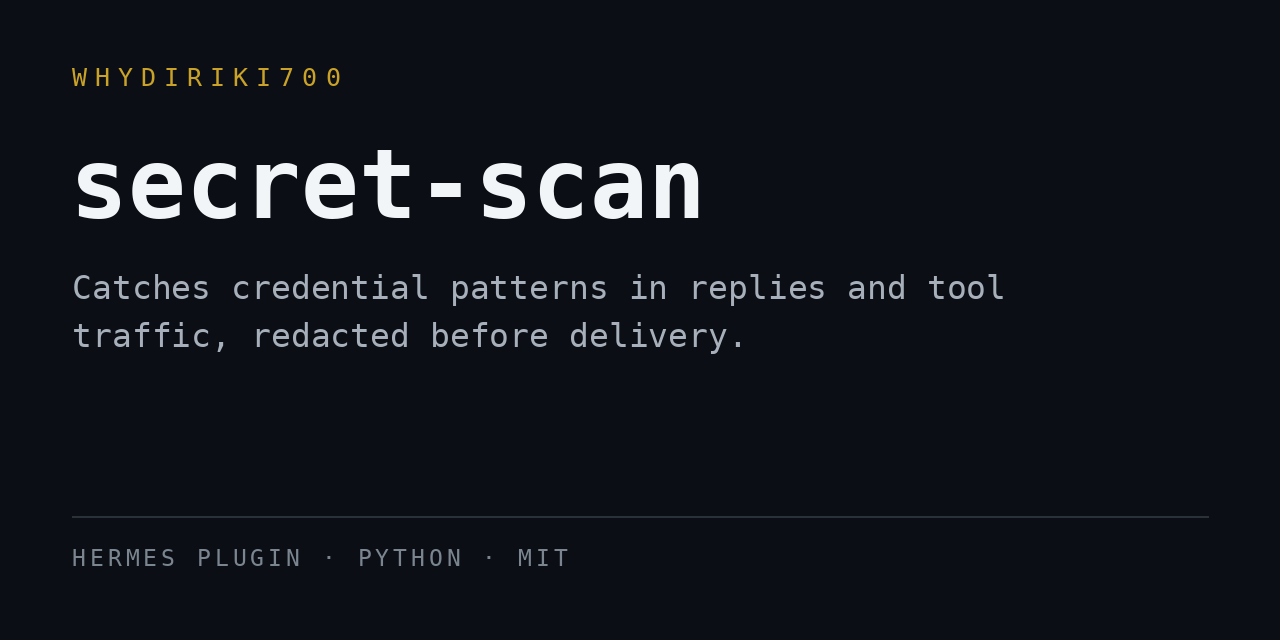 WHYDIRIKI700
secret-scan
Catches credential patterns in replies and tool
traffic, redacted before delivery.
HERMES PLUGIN · PYTHON · MIT